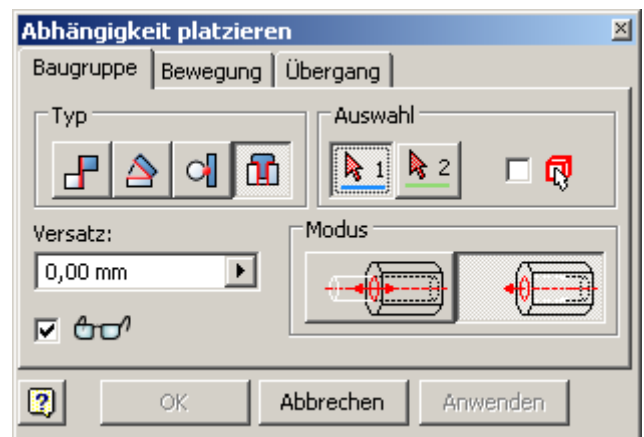 Abhängigkeit platzieren
Baugruppe Bewegung Übergang
Typ
Auswahl
1 2
Versatz:
Modus
0,00 mm
?
OK Abbrechen Anwenden